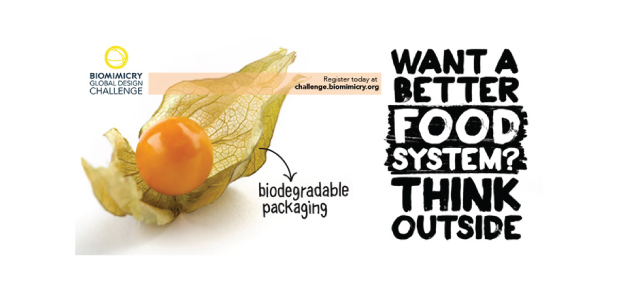 BIOMIMICRY
GLOBAL DESIGN
CHALLENGE
Register today at
challenge.biomimicry.org
biodegradable
packaging
WANT A
BETTER
FOOD
SYSTEM?
THINK
OUTSIDE